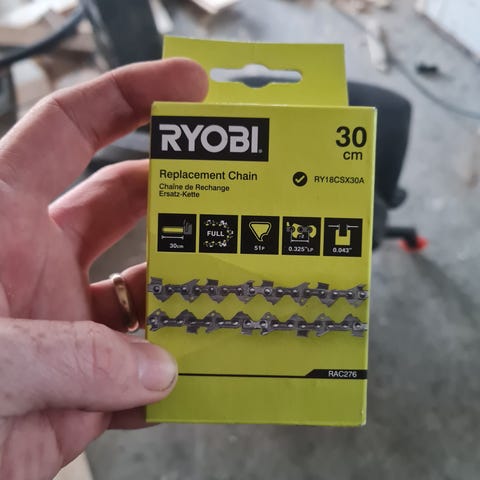 RYOBI
30
cm
Replacement Chain
Chaîne de Rechange
Ersatz-Kette
RY18CSX30A
30cm
FULL
51
0.325"LP
0.043"
RAC276